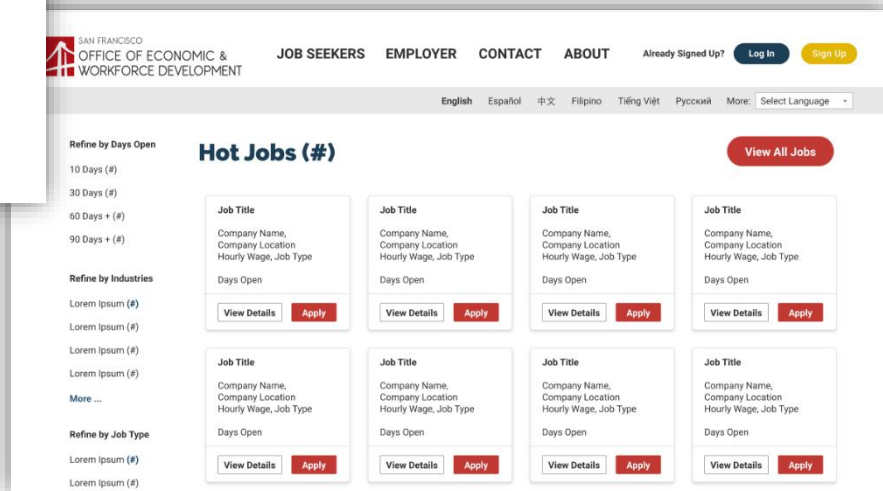 SAN FRANCISCO
OFFICE OF ECONOMIC &
WORKFORCE DEVELOPMENT
JOB SEEKERS EMPLOYER CONTACT ABOUT Already Signed Up? Log In Sign Up
English Español 中文 Filipino Tiếng Việt Русский More: Select Language
Refine by Days Open
10 Days (#)
30 Days (#)
60 Days + (#)
90 Days + (#)
Refine by Industries
Lorem Ipsum (#)
Lorem Ipsum (#)
Lorem Ipsum (#)
Lorem Ipsum (#)
More ...
Refine by Job Type
Lorem Ipsum (#)
Lorem Ipsum (#)
Hot Jobs (#)
View All Jobs
Job Title
Company Name,
Company Location
Hourly Wage, Job Type
Days Open
View Details Apply
Job Title
Company Name,
Company Location
Hourly Wage, Job Type
Days Open
View Details Apply
Job Title
Company Name,
Company Location
Hourly Wage, Job Type
Days Open
View Details Apply
Job Title
Company Name,
Company Location
Hourly Wage, Job Type
Days Open
View Details Apply
Job Title
Company Name,
Company Location
Hourly Wage, Job Type
Days Open
View Details Apply
Job Title
Company Name,
Company Location
Hourly Wage, Job Type
Days Open
View Details Apply
Job Title
Company Name,
Company Location
Hourly Wage, Job Type
Days Open
View Details Apply
Job Title
Company Name,
Company Location
Hourly Wage, Job Type
Days Open
View Details Apply